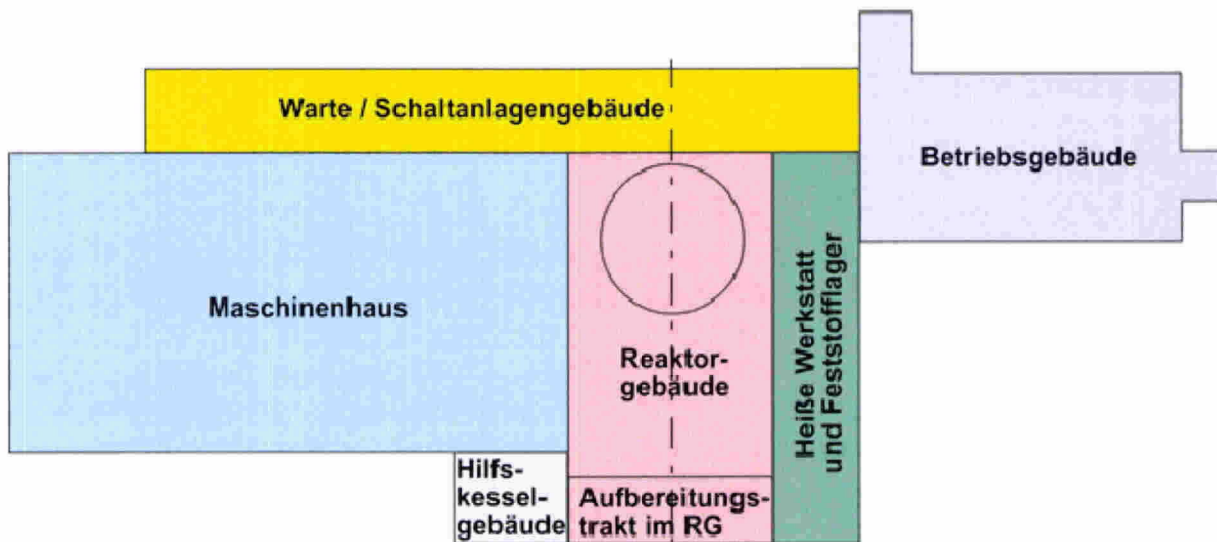 Warte / Schaltanlagengebäude
Betriebsgebäude
Maschinenhaus
Reaktor-
gebäude
Heiße Werkstatt
und Feststofflager
Hilfs-
kessel-
gebäude
Aufbereitungs-
trakt im RG